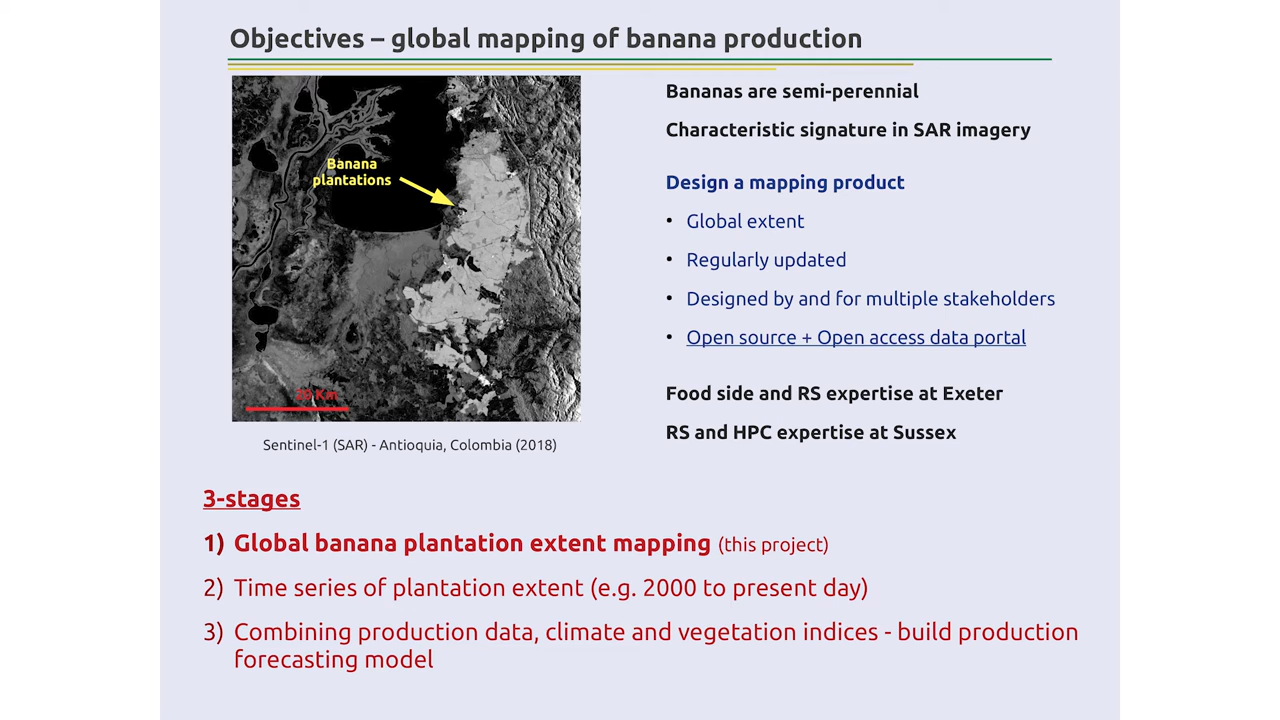 Objectives – global mapping of banana production
Banana
plantations
20 Km
Sentinel-1 (SAR) - Antioquia, Colombia (2018)
Bananas are semi-perennial
Characteristic signature in SAR imagery
Design a mapping product
• Global extent
• Regularly updated
• Designed by and for multiple stakeholders
• Open source + Open access data portal
Food side and RS expertise at Exeter
RS and HPC expertise at Sussex
3-stages
1) Global banana plantation extent mapping (this project)
2) Time series of plantation extent (e.g. 2000 to present day)
3) Combining production data, climate and vegetation indices - build production
forecasting model